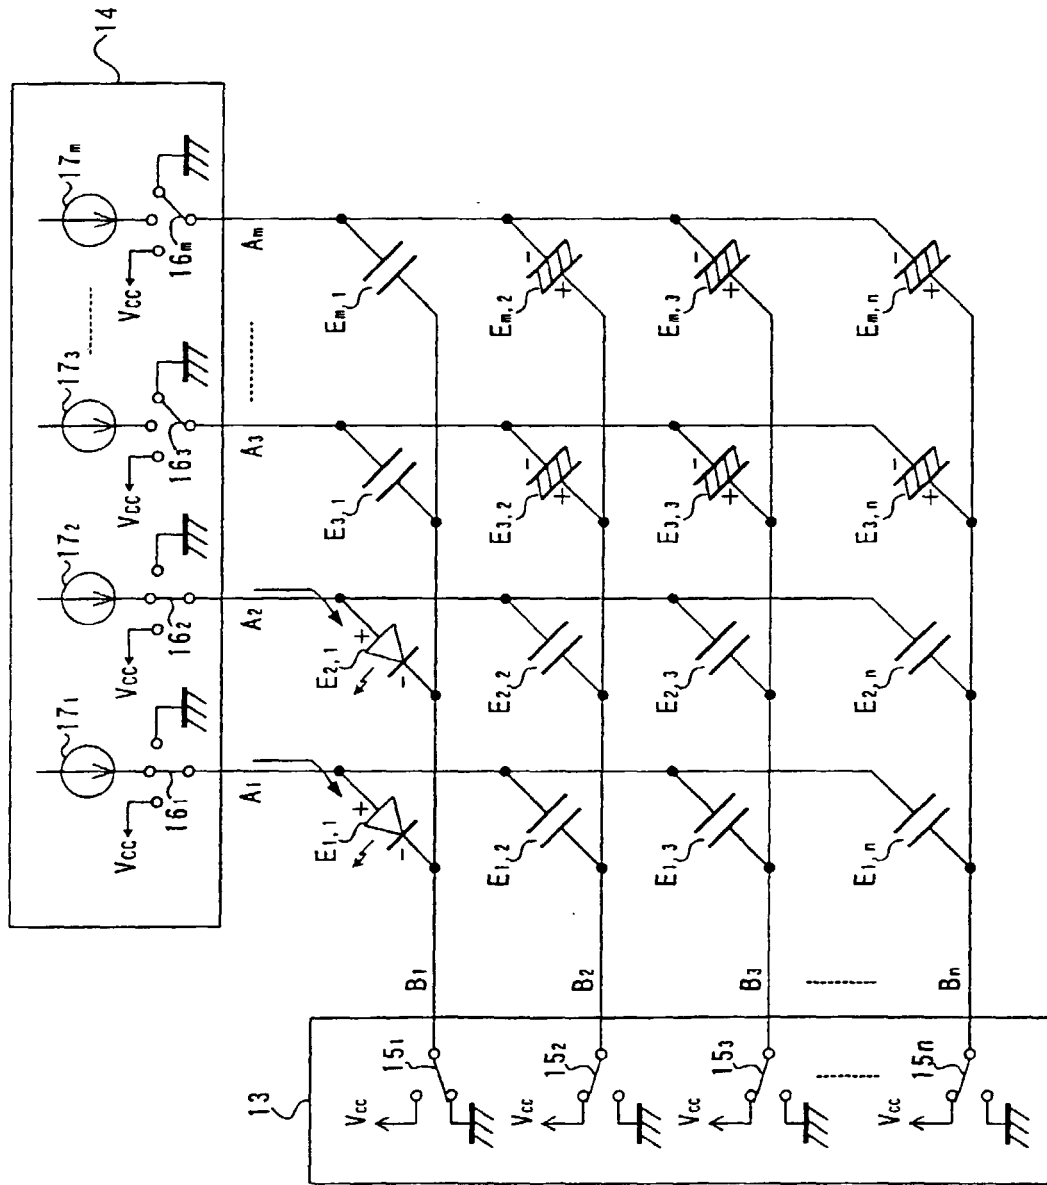 14
17₁ 17₂ 17₃ 17ₘ
Vcc Vcc Vcc Vcc
16₁ 16₂ 16₃ 16ₘ
A₁ A₂ A₃ Aₘ
E₁,₁ + - E₂,₁ + - E₃,₁ Eₘ,₁
B₁
E₁,₂ E₂,₂ E₃,₂ - + Eₘ,₂ - +
B₂
E₁,₃ E₂,₃ E₃,₃ - + Eₘ,₃ - +
B₃
E₁,ₙ E₂,ₙ E₃,ₙ - + Eₘ,ₙ - +
Bₙ
13
15₁ 15₂ 15₃ 15ₙ
Vcc Vcc Vcc Vcc